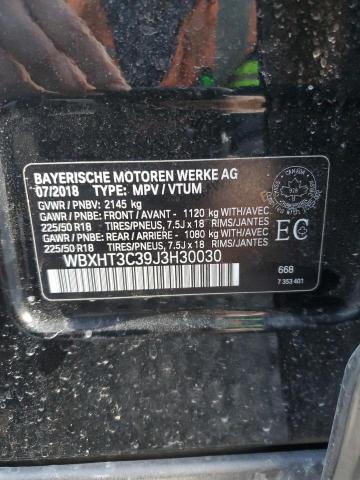 BAYERISCHE MOTOREN WERKE AG
07/2018 TYPE: MPV / VTUM
GVWR / PNBV: 2145 kg
GAWR / PNBE: FRONT / AVANT - 1120 kg WITH/AVEC
225/50 R18 TIRES/PNEUS, 7.5J x 18 RIMS/JANTES
GAWR / PNBE: REAR / ARRIERE - 1080 kg WITH/AVEC
225/50 R18 TIRES/PNEUS, 7.5J x 18 RIMS/JANTES
WBXHT3C39J3H30030
CANADA
EC
668
7 353 401